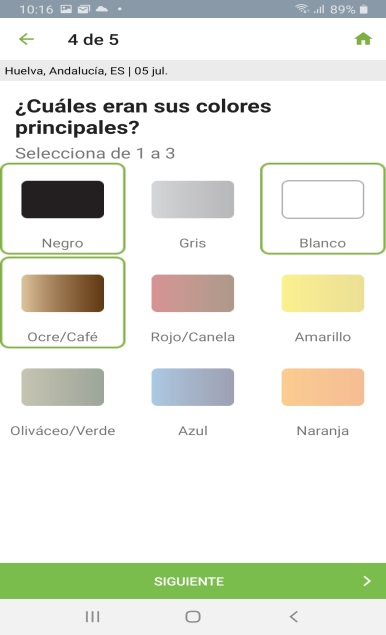 10:16
89%
4 de 5
Huelva, Andalucía, ES | 05 jul.
¿Cuáles eran sus colores
principales?
Selecciona de 1 a 3
Negro
Gris
Blanco
Ocre/Café
Rojo/Canela
Amarillo
Oliváceo/Verde
Azul
Naranja
SIGUIENTE